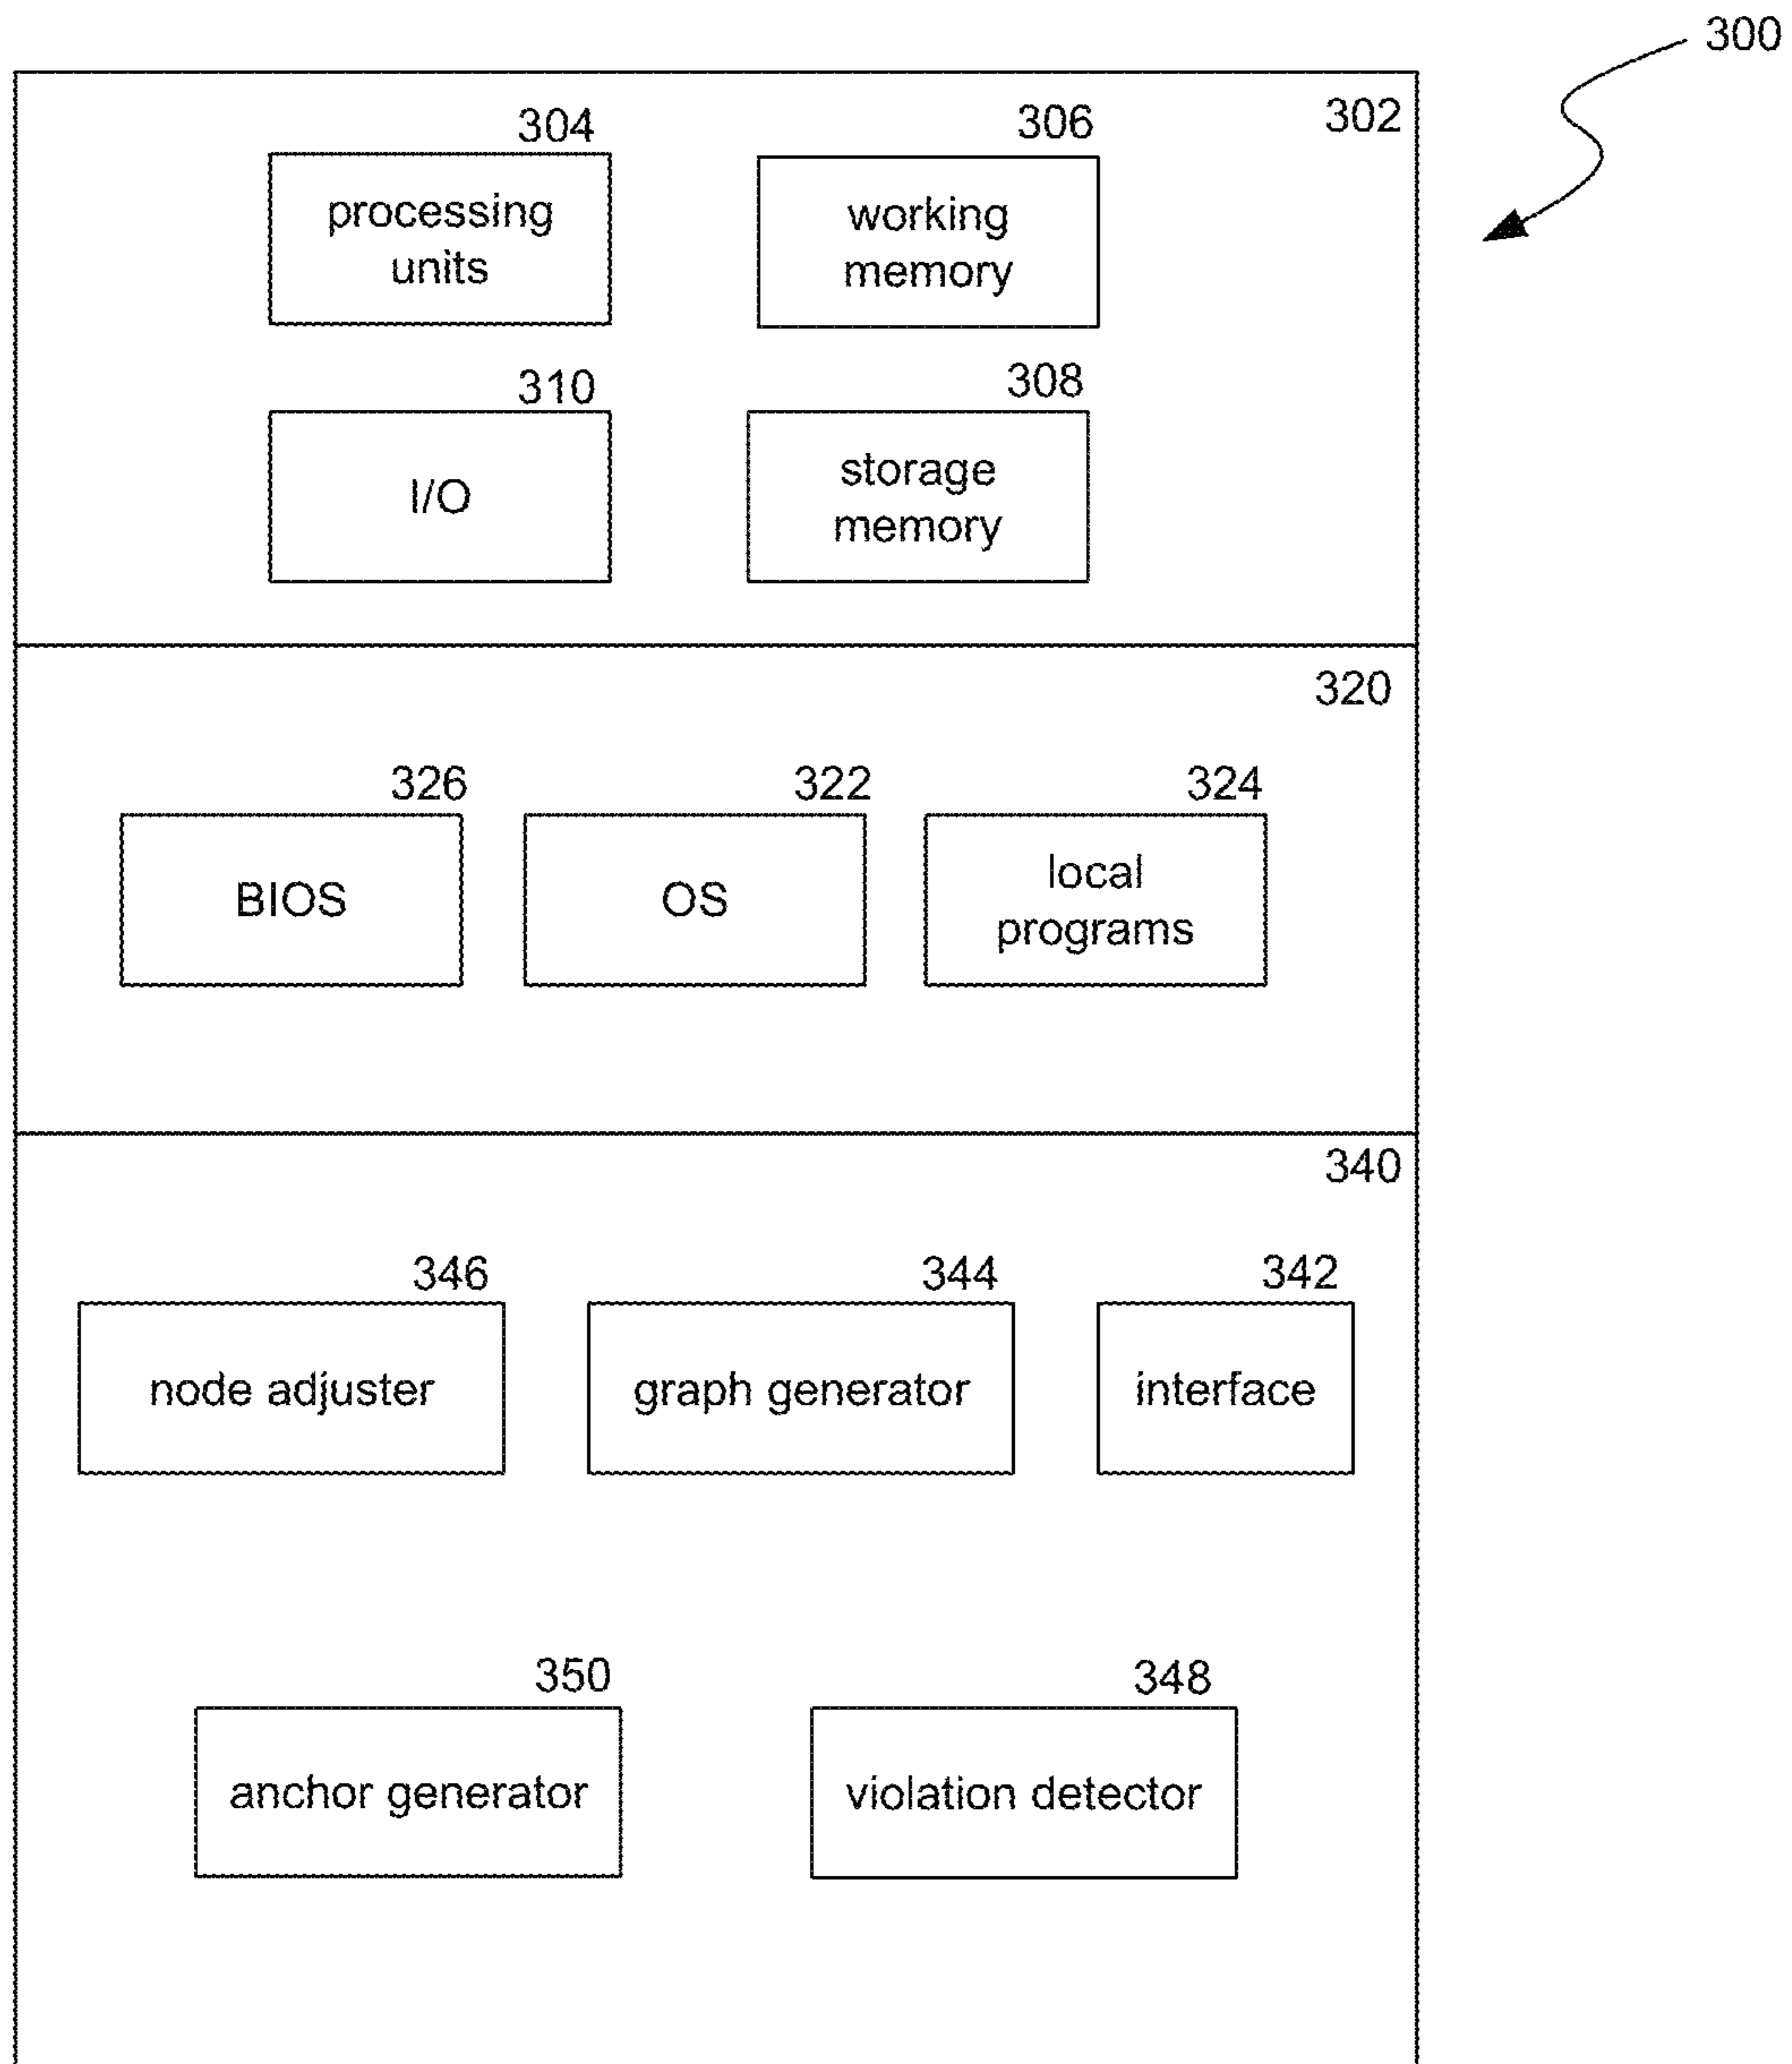 300
302
304
processing
units
306
working
memory
310
I/O
308
storage
memory
320
326
BIOS
322
OS
324
local
programs
340
346
node adjuster
344
graph generator
342
interface
350
anchor generator
348
violation detector